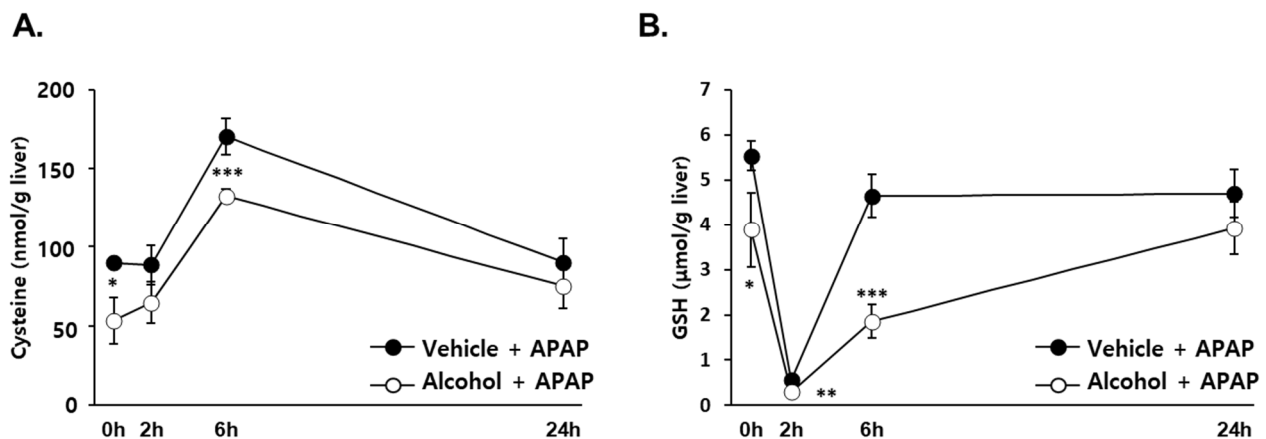 A.
B.
Cysteine (nmol/g liver)
200
150
100
50
0
*
***
Vehicle + APAP
Alcohol + APAP
0h 2h 6h 24h
GSH (μmol/g liver)
7
6
5
4
3
2
1
0
*
**
***
Vehicle + APAP
Alcohol + APAP
0h 2h 6h 24h